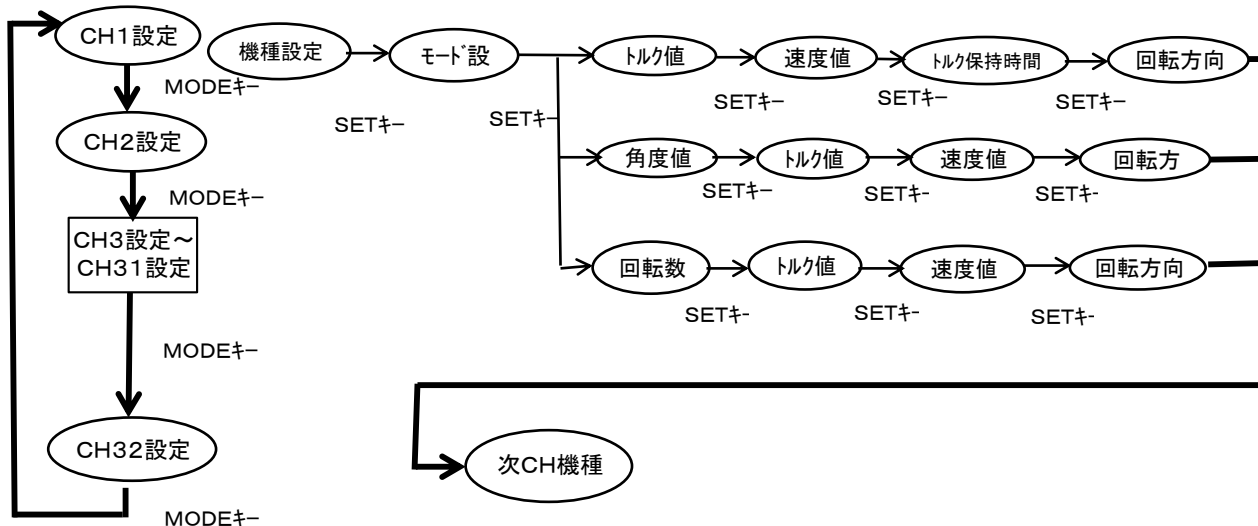 CH1設定
MODEキー
CH2設定
MODEキー
CH3設定～
CH31設定
MODEキー
CH32設定
MODEキー
機種設定
SETキー
モード設
SETキー
トルク値
SETキー
速度値
SETキー
トルク保持時間
SETキー
回転方向
角度値
SETキー
トルク値
SETキー
速度値
SETキー
回転方
回転数
SETキー
トルク値
SETキー
速度値
SETキー
回転方向
次CH機種